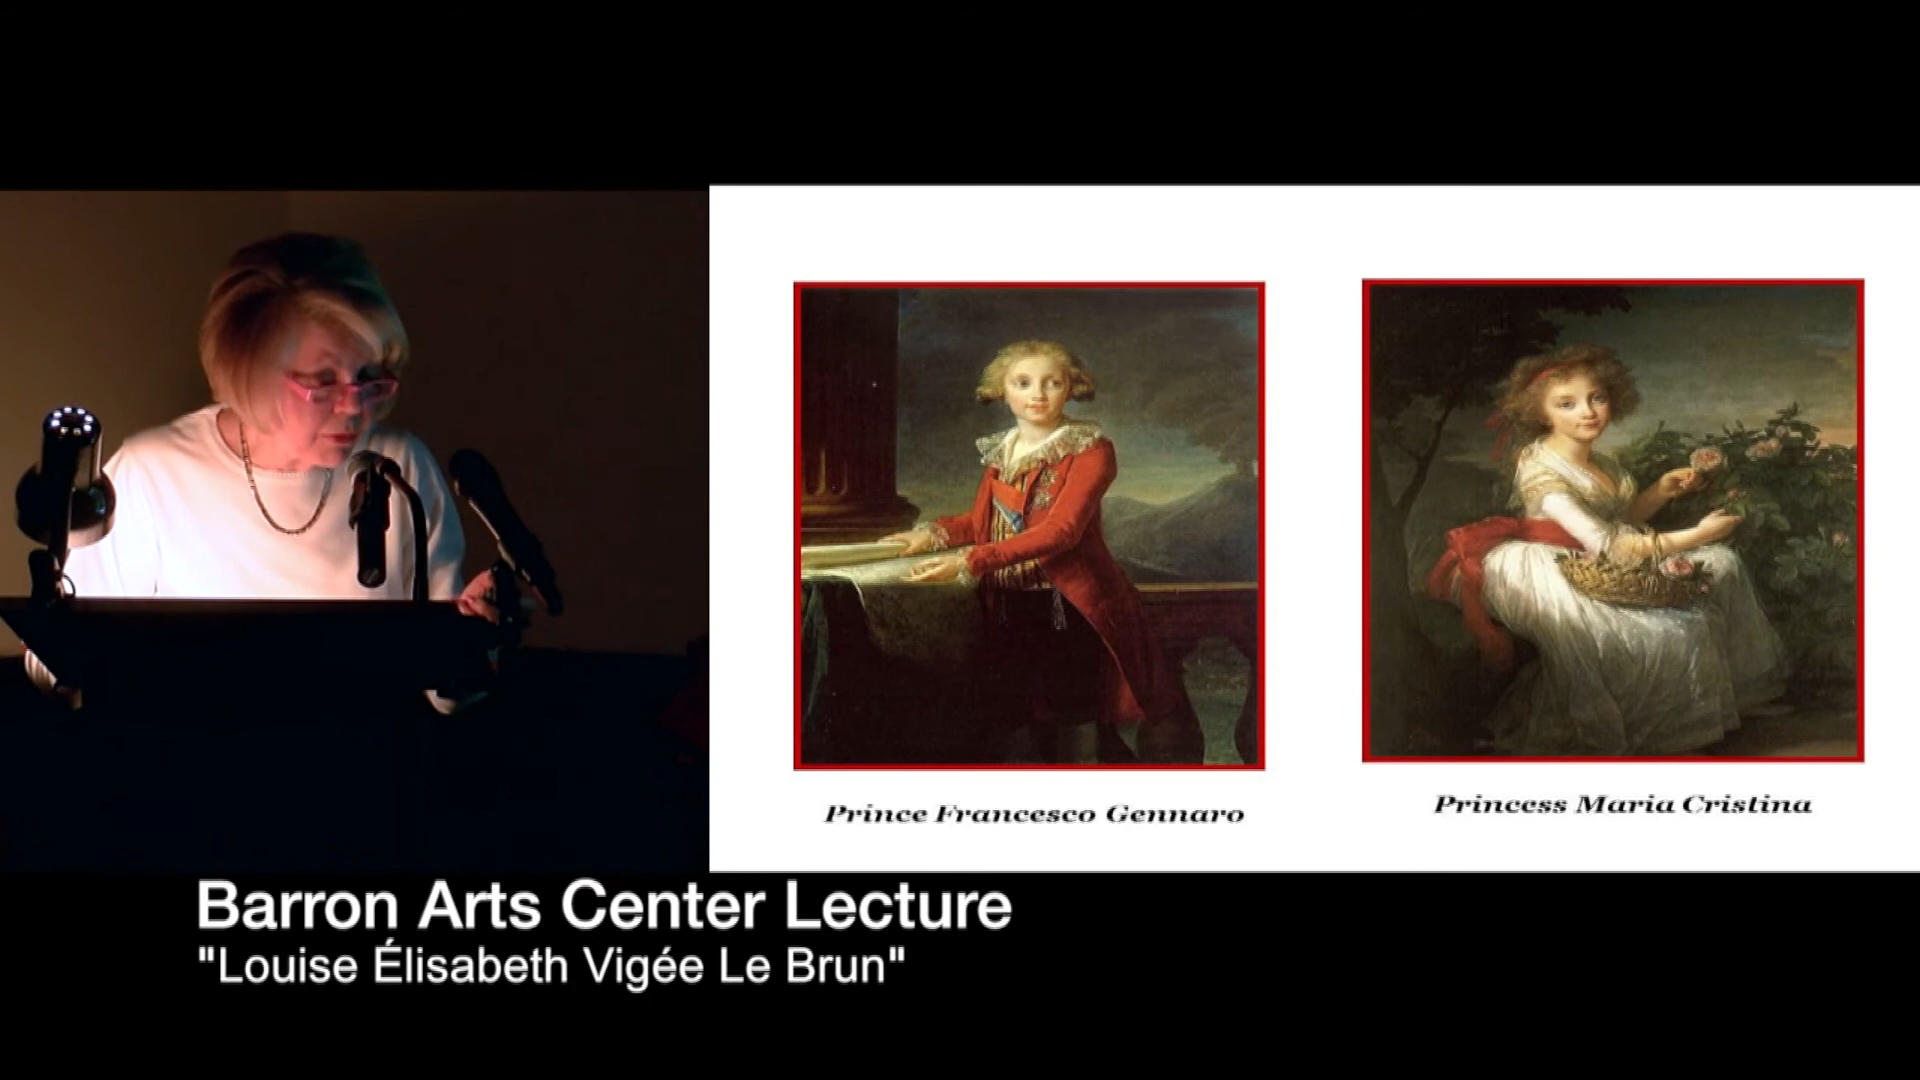 Prince Francesco Gennaro
Princess Maria Cristina
Barron Arts Center Lecture
"Louise Élisabeth Vigée Le Brun"